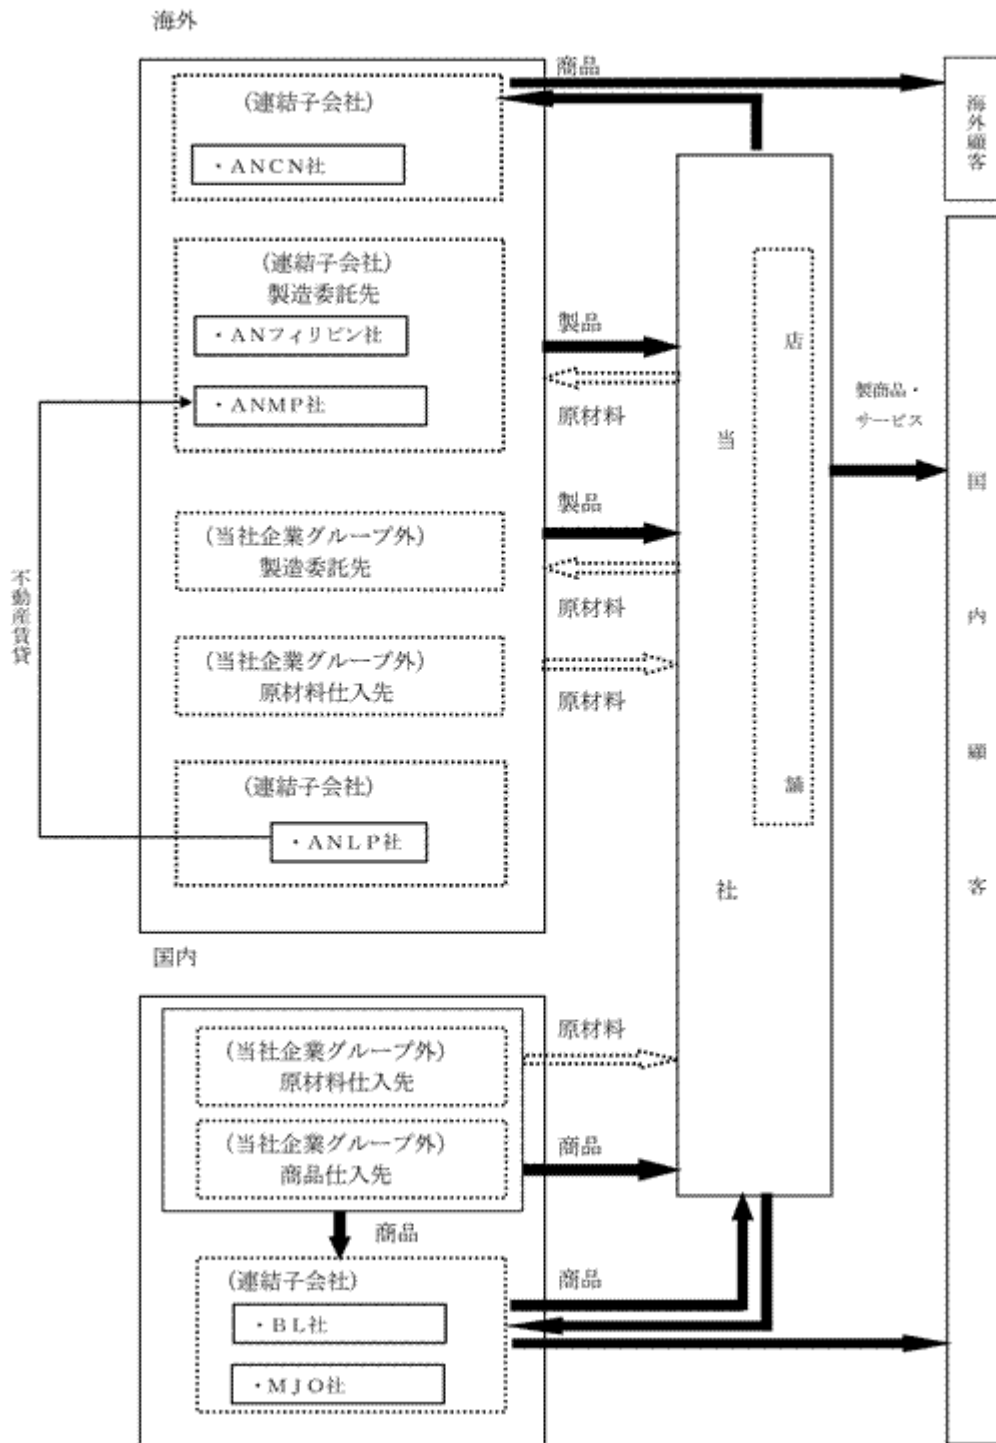 海外
商品
(連結子会社)
・ANCN社
海外顧客
(連結子会社)
製造委託先
・ANフィリピン社
・ANMP社
製品
原材料
店舗
当社
製商品・
サービス
国内顧客
(当社企業グループ外)
製造委託先
製品
原材料
不動産賃貸
(当社企業グループ外)
原材料仕入先
原材料
(連結子会社)
・ANLP社
国内
(当社企業グループ外)
原材料仕入先
原材料
(当社企業グループ外)
商品仕入先
商品
商品
(連結子会社)
・BL社
・MJO社
商品